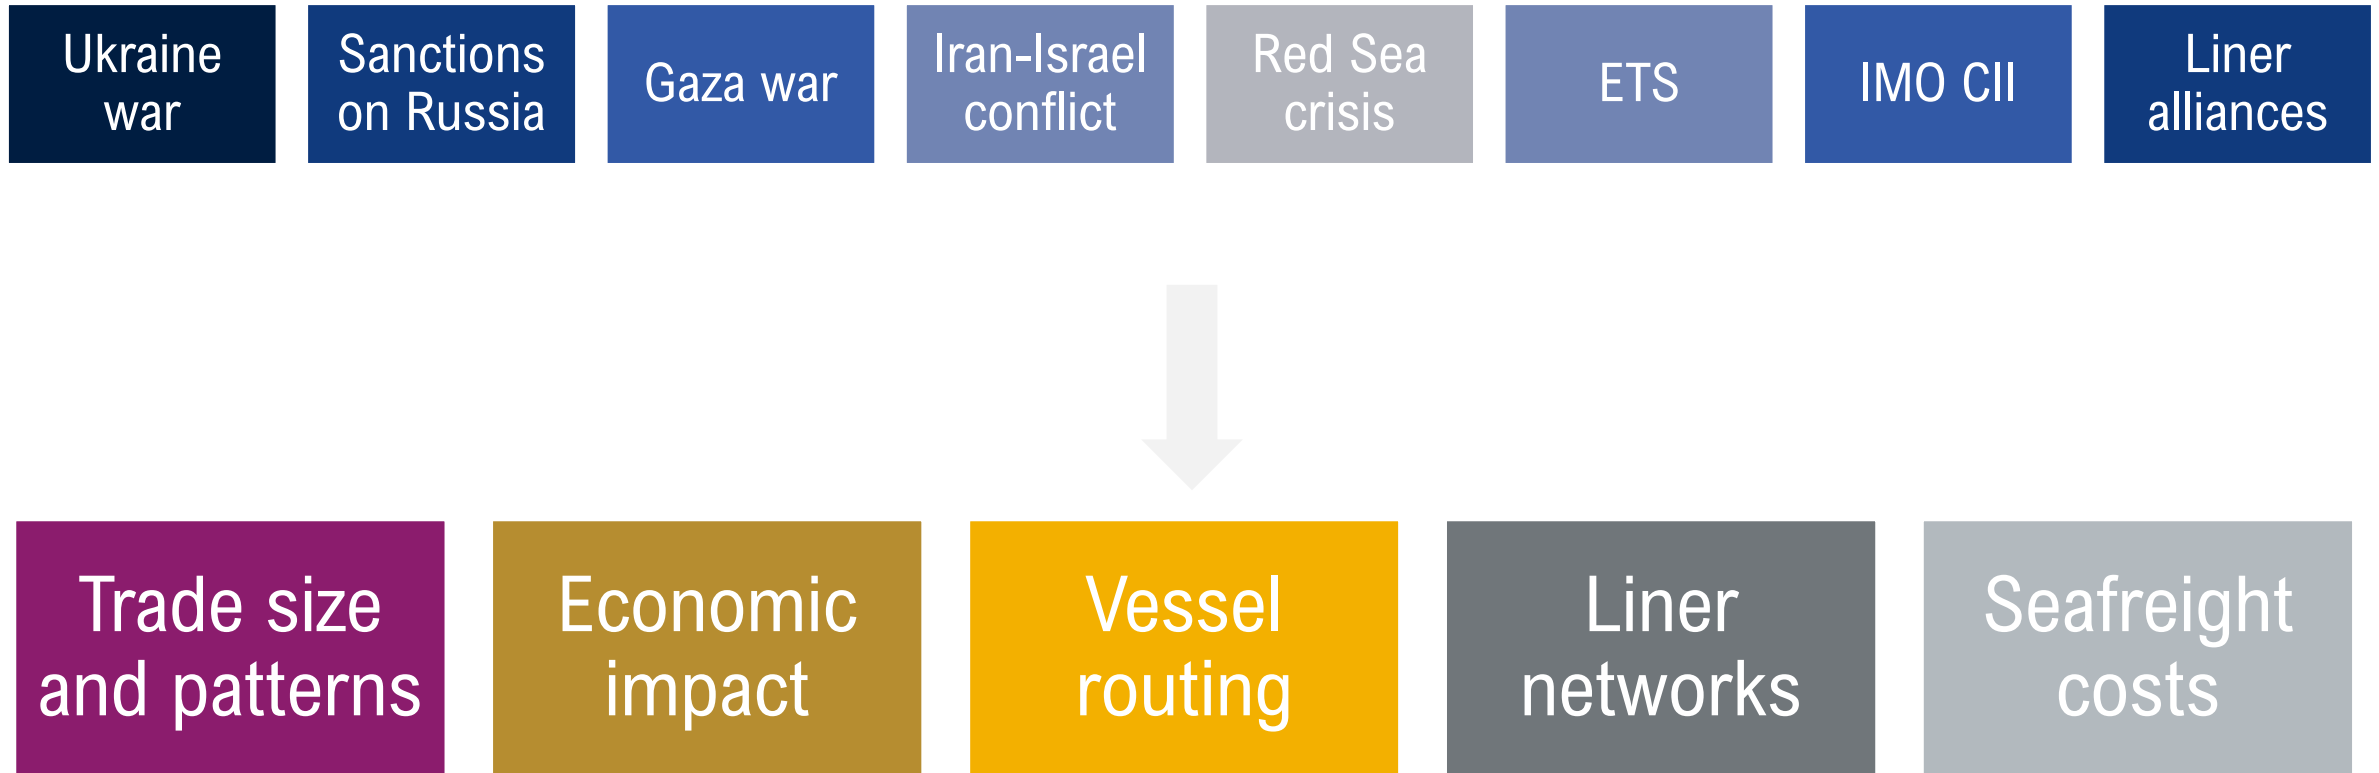 Ukraine
war
Sanctions
on Russia
Gaza war
Iran-Israel
conflict
Red Sea
crisis
ETS
IMO CII
Liner
alliances
Trade size
and patterns
Economic
impact
Vessel
routing
Liner
networks
Seafreight
costs